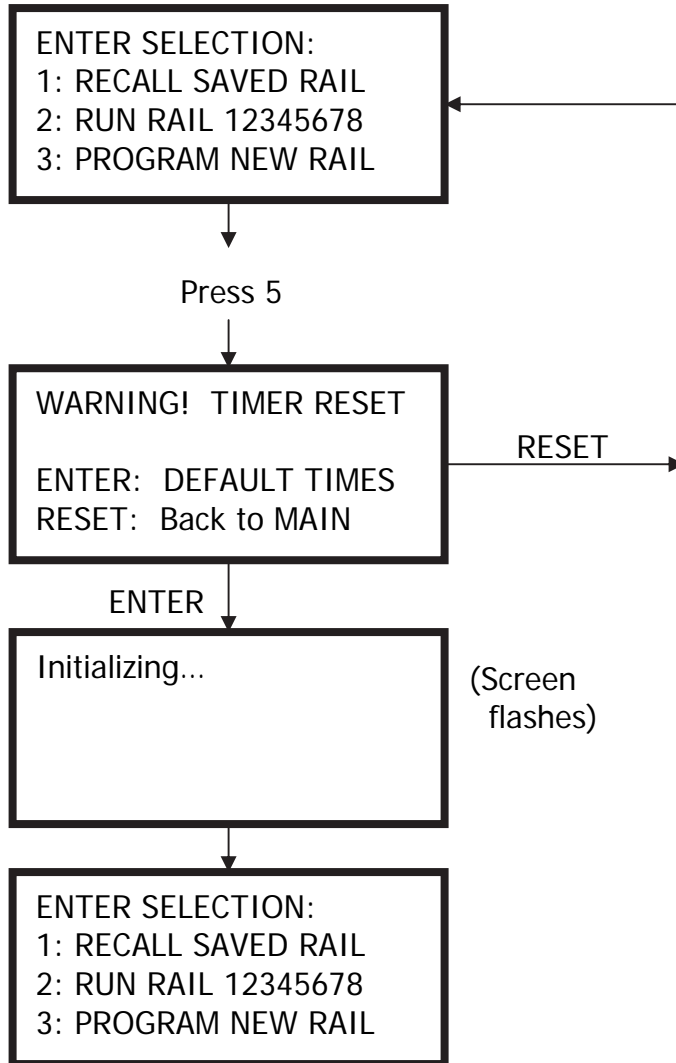 ENTER SELECTION:
1: RECALL SAVED RAIL
2: RUN RAIL 12345678
3: PROGRAM NEW RAIL
Press 5
WARNING! TIMER RESET
ENTER: DEFAULT TIMES
RESET: Back to MAIN
RESET
ENTER
Initializing...
(Screen
flashes)
ENTER SELECTION:
1: RECALL SAVED RAIL
2: RUN RAIL 12345678
3: PROGRAM NEW RAIL